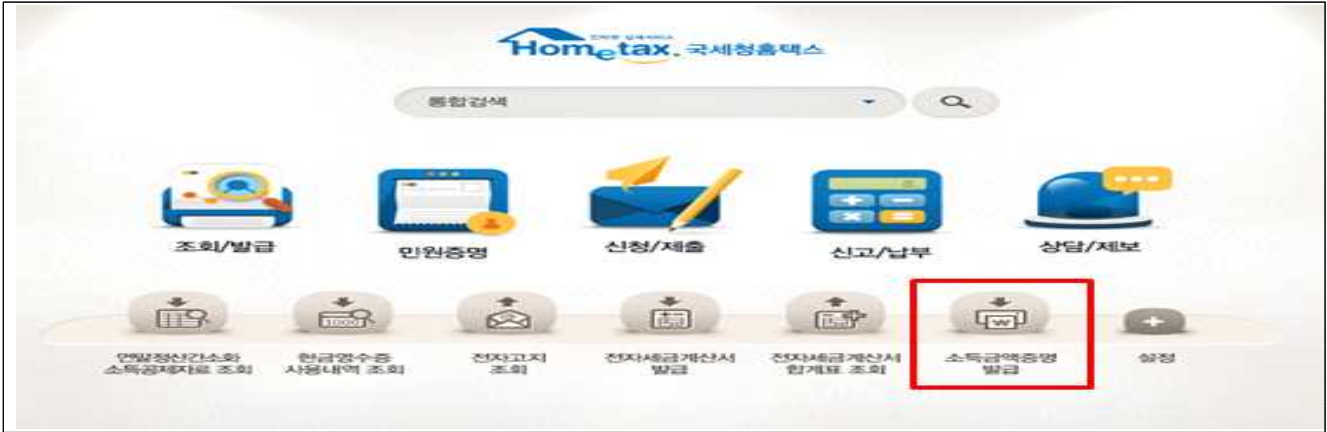 Hometax. 국세청홈택스
통합검색
조회/발급
민원증명
신청/제출
신고/납부
상담/제보
연말정산간소화
소득공제자료 조회
현금영수증
사용내역 조회
전자고지
조회
전자세금계산서
발급
전자세금계산서
합계표 조회
소득금액증명
발급
설정